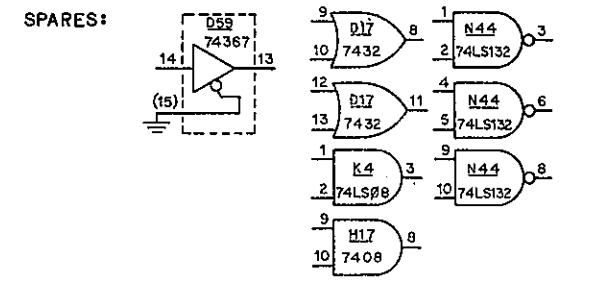 SPARES:
D59
74367
14
13
(15)
9
10
D17
7432
8
12
13
D17
7432
11
1
2
K4
74LS08
3
9
10
H17
7408
8
1
2
N44
74LS132
3
4
5
N44
74LS132
6
9
10
N44
74LS132
8